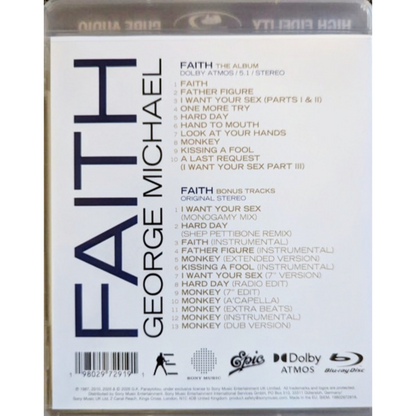 HIGH FIDELITY
PURE AUDIO
FAITH
GEORGE MICHAEL
FAITH THE ALBUM
DOLBY ATMOS / 5.1 / STEREO
1 FAITH
2 FATHER FIGURE
3 I WANT YOUR SEX (PARTS I & II)
4 ONE MORE TRY
5 HARD DAY
6 HAND TO MOUTH
7 LOOK AT YOUR HANDS
8 MONKEY
9 KISSING A FOOL
10 A LAST REQUEST
(I WANT YOUR SEX PART III)
FAITH BONUS TRACKS
ORIGINAL STEREO
1 I WANT YOUR SEX
(MONOGAMY MIX)
2 HARD DAY
(SHEP PETTIBONE REMIX)
3 FAITH (INSTRUMENTAL)
4 FATHER FIGURE (INSTRUMENTAL)
5 MONKEY (EXTENDED VERSION)
6 KISSING A FOOL (INSTRUMENTAL)
7 I WANT YOUR SEX (7" VERSION)
8 HARD DAY (RADIO EDIT)
9 MONKEY (7" EDIT)
10 MONKEY (A'CAPELLA)
11 MONKEY (EXTRA BEATS)
12 MONKEY (INSTRUMENTAL)
13 MONKEY (DUB VERSION)
1 98029 72919 1
SONY MUSIC
Epic
Dolby
ATMOS
Blu-ray Disc